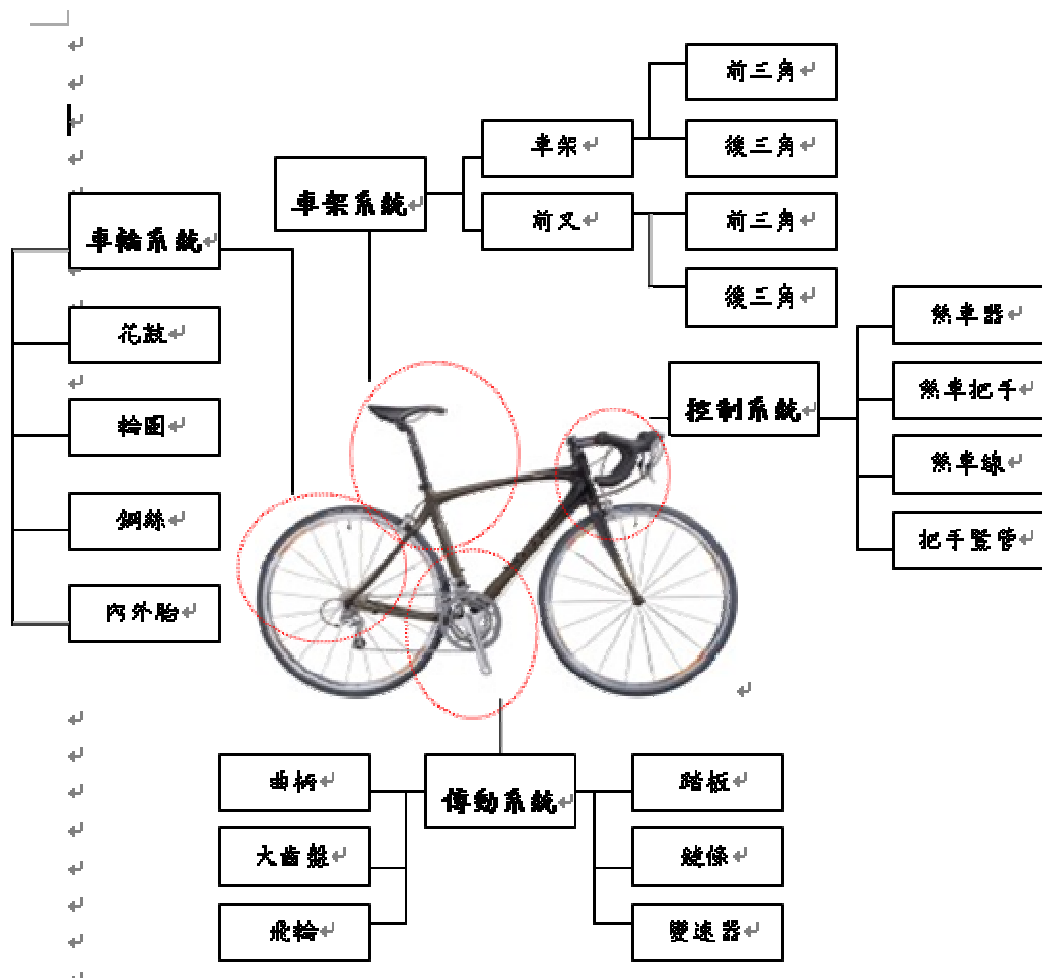 前三角
車架
後三角
車架系統
前叉
前三角
車輪系統
後三角
煞車器
花鼓
控制系統
煞車把手
輪圈
煞車線
鋼絲
把手豎管
內外胎
曲柄
傳動系統
踏板
大齒盤
鏈條
飛輪
變速器